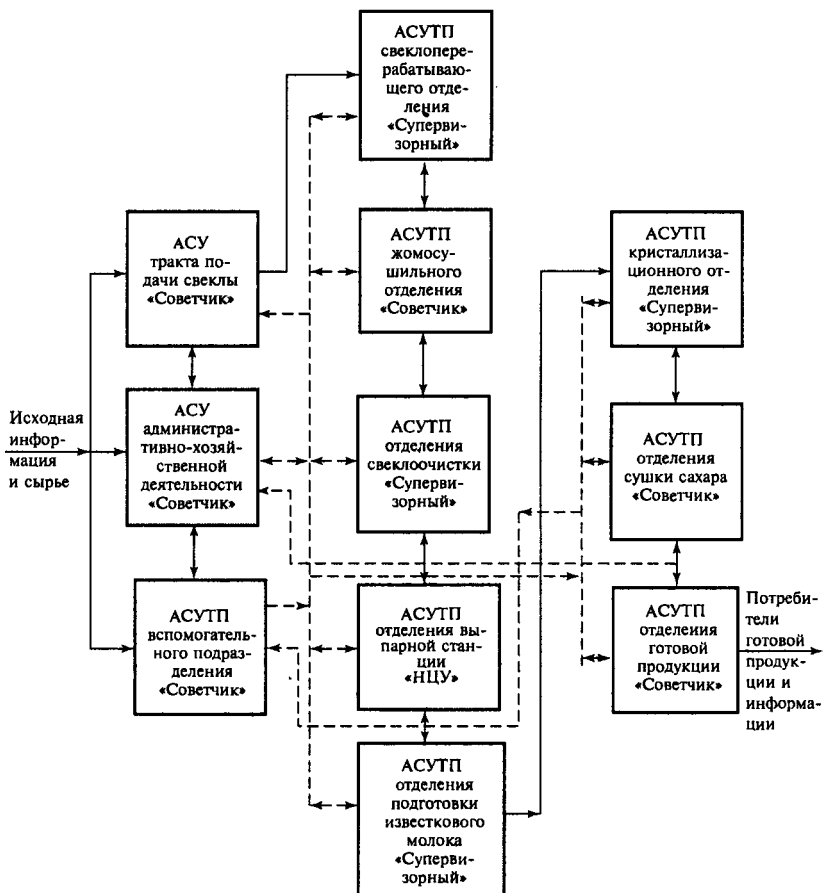 АСУТП
свеклопере-
рабатываю-
щего отде-
ления
«Суперви-
зорный»
АСУ
тракта по-
дачи свеклы
«Советчик»
АСУТП
жомосу-
шильного
отделения
«Советчик»
АСУТП
кристаллиза-
ционного от-
деления
«Суперви-
зорный»
Исходная
инфор-
мация
и сырье
АСУ
администра-
тивно-хозяй-
ственной
деятельности
«Советчик»
АСУТП
отделения
свеклоочистки
«Суперви-
зорный»
АСУТП
отделения
сушки сахара
«Советчик»
АСУТП
вспомогатель-
ного подраз-
деления
«Советчик»
АСУТП
отделения вы-
парной стан-
ции
«НЦУ»
АСУТП
отделения
готовой
продукции
«Советчик»
Потреби-
тели
готовой
продук-
ции и
информа-
ции
АСУТП
отделения
подготовки
известкового
молока
«Суперви-
зорный»